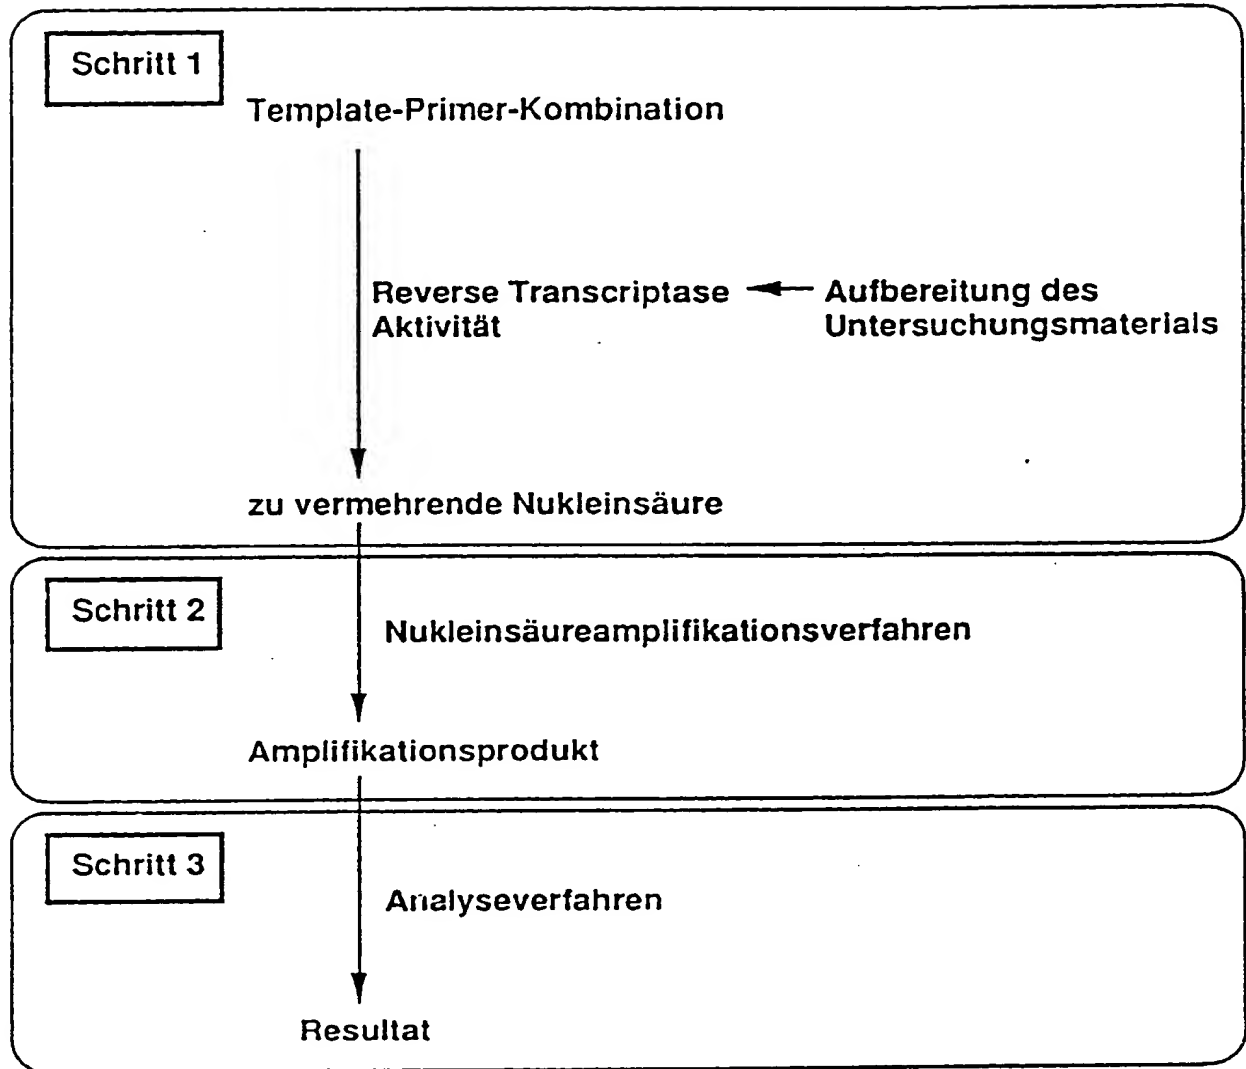 Schritt 1
Template-Primer-Kombination
Reverse Transcriptase
Aktivität
Aufbereitung des
Untersuchungsmaterials
zu vermehrende Nukleinsäure
Schritt 2
Nukleinsäureamplifikationsverfahren
Amplifikationsprodukt
Schritt 3
Analyseverfahren
Resultat